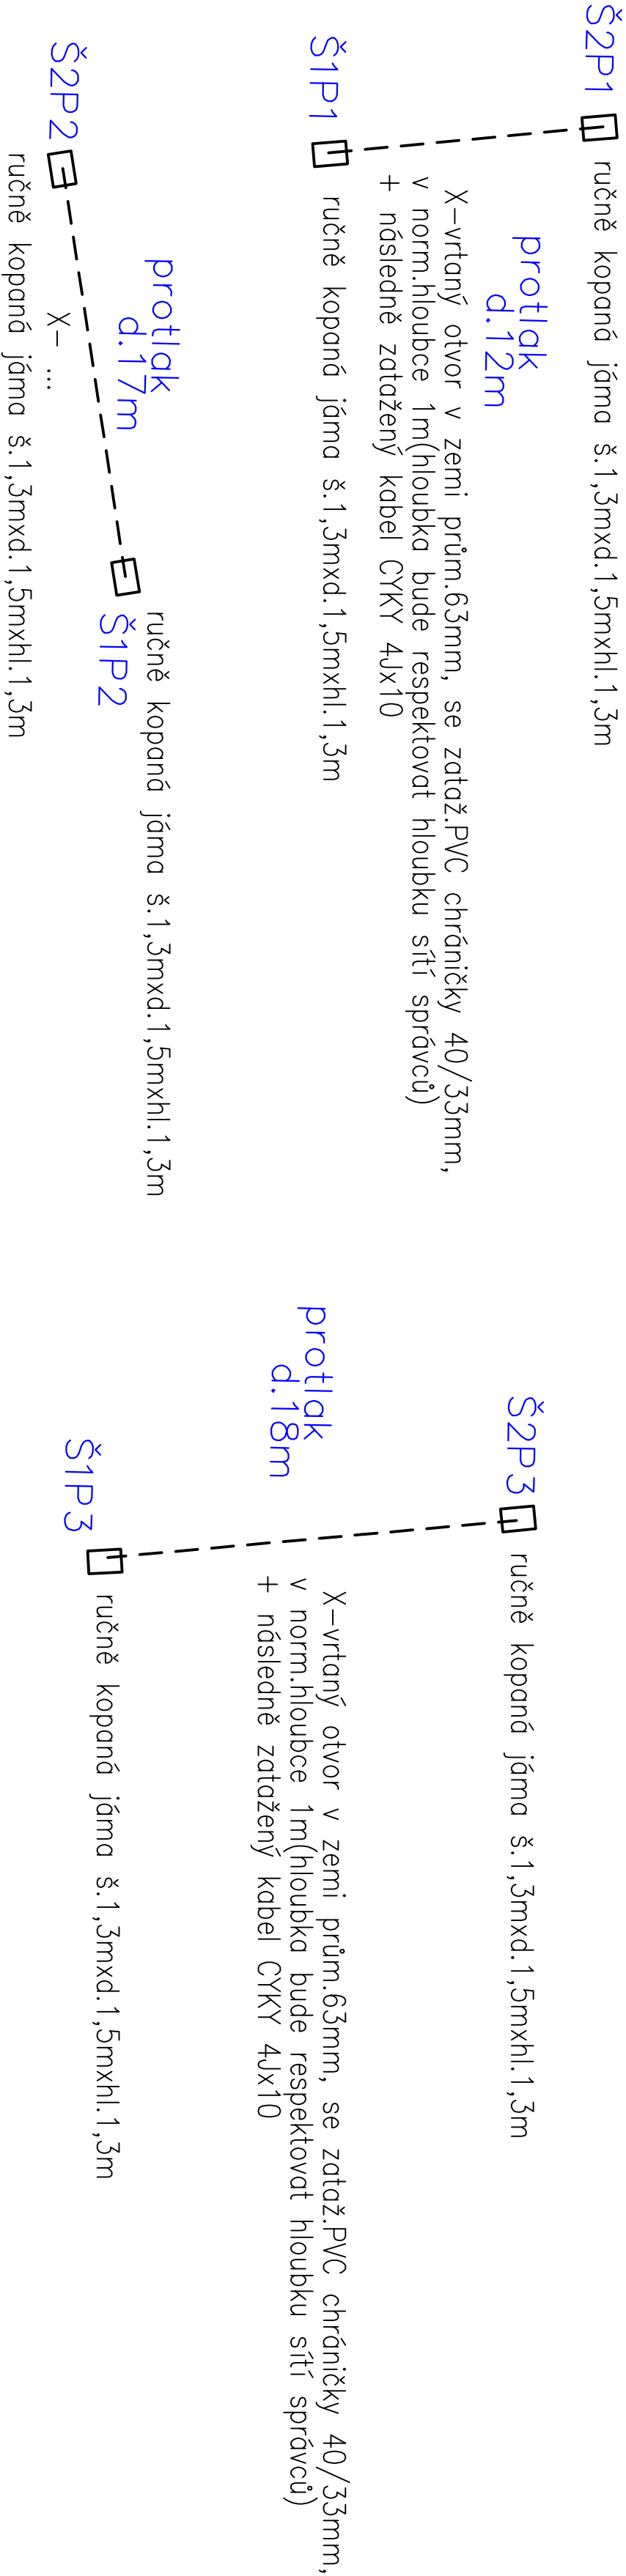 Š2P1
ručně kopaná jáma š.1,3mxd.1,5mxhl.1,3m
protlak
d.12m
X-vrtaný otvor v zemi prům.63mm, se zataž.PVC chráničky 40/33mm,
v norm.hloubce 1m(hloubka bude respektovat hloubku sítí správců)
+ následně zatažený kabel CYKY 4Jx10
Š1P1
ručně kopaná jáma š.1,3mxd.1,5mxhl.1,3m
protlak
d.17m
Š1P2
ručně kopaná jáma š.1,3mxd.1,5mxhl.1,3m
X- ...
Š2P2
ručně kopaná jáma š.1,3mxd.1,5mxhl.1,3m
Š2P3
ručně kopaná jáma š.1,3mxd.1,5mxhl.1,3m
protlak
d.18m
X-vrtaný otvor v zemi prům.63mm, se zataž.PVC chráničky 40/33mm,
v norm.hloubce 1m(hloubka bude respektovat hloubku sítí správců)
+ následně zatažený kabel CYKY 4Jx10
Š1P3
ručně kopaná jáma š.1,3mxd.1,5mxhl.1,3m